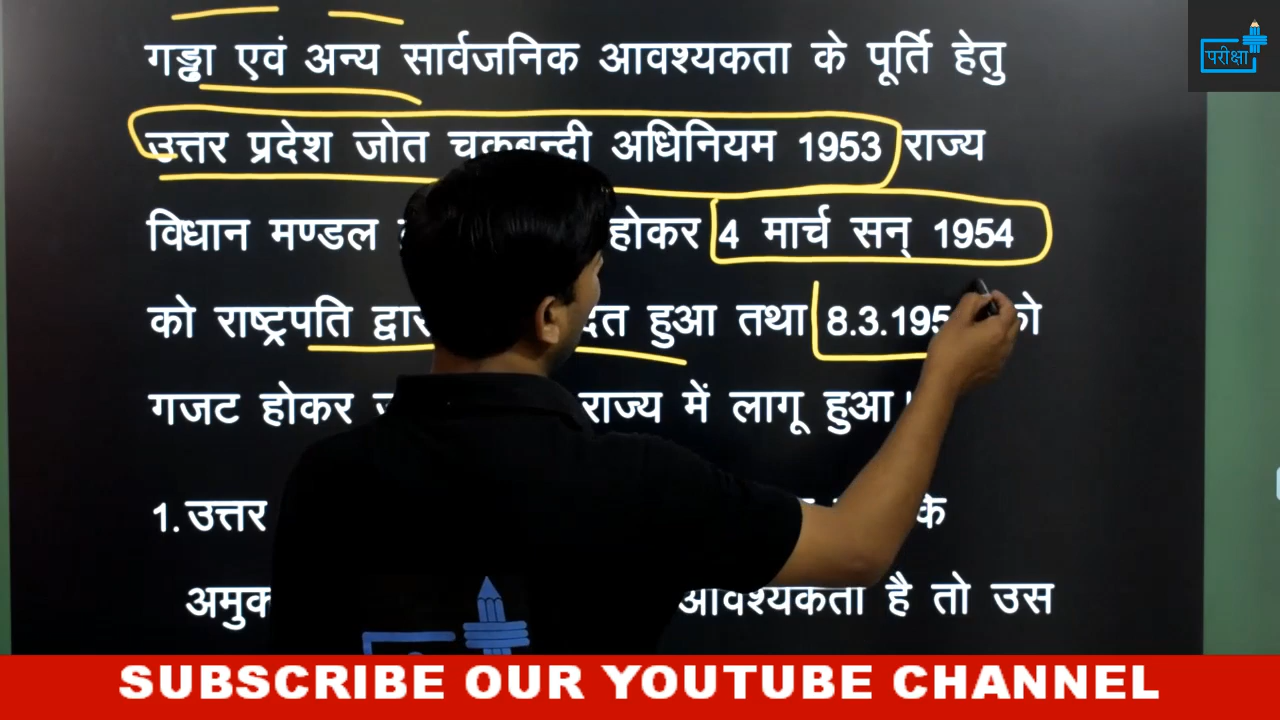 परीक्षा
गड्ढा एवं अन्य सार्वजनिक आवश्यकता के पूर्ति हेतु
उत्तर प्रदेश जोत चकबन्दी अधिनियम 1953 राज्य
विधान मण्डल होकर 4 मार्च सन् 1954
को राष्ट्रपति हुआ तथा 8.3.195
गजट होकर राज्य में लागू हुआ।
1. उत्तर के
आवश्यकता है तो उस
SUBSCRIBE OUR YOUTUBE CHANNEL